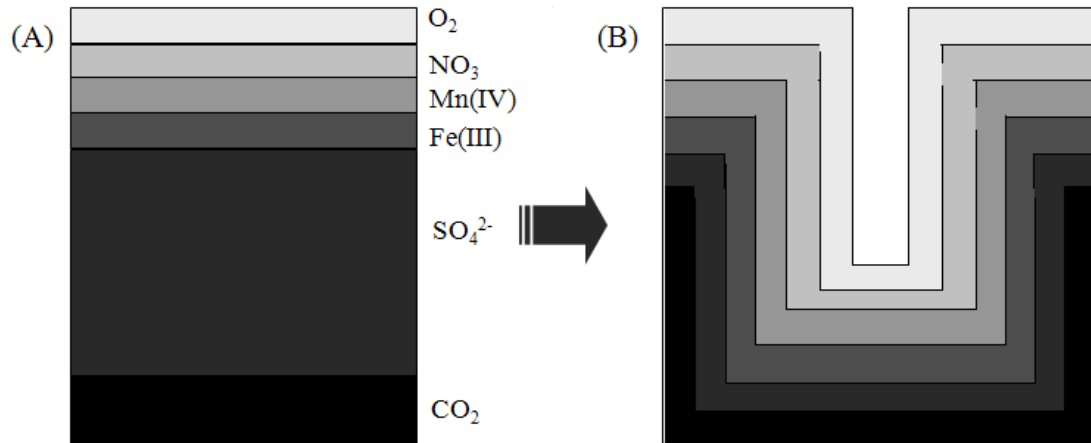 (A)
O₂
NO₃
Mn(IV)
Fe(III)
SO₄²⁻
CO₂
(B)